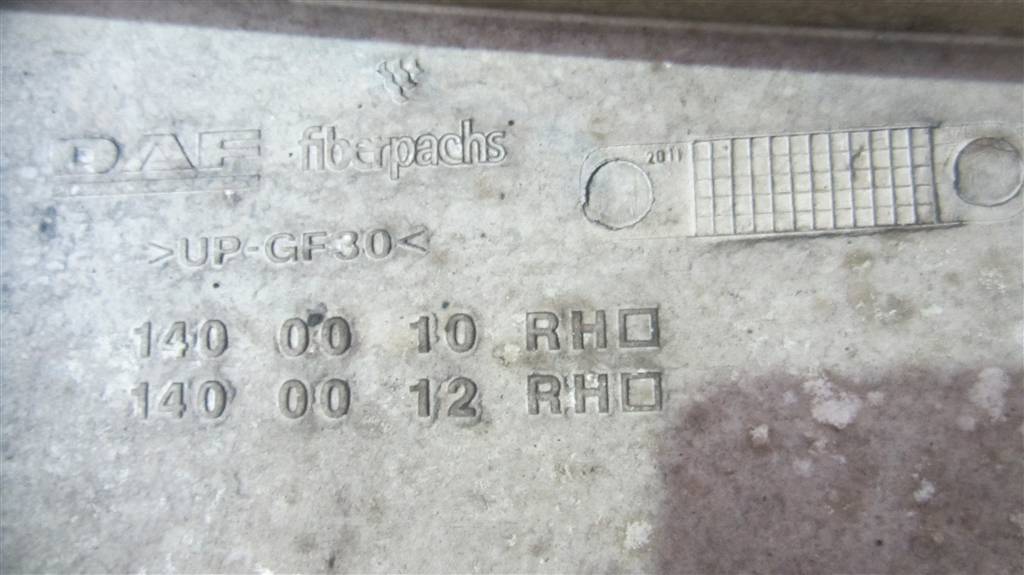 DAF fiberpachs
2011
>UP-GF30<
140 00 10 RH
140 00 12 RH